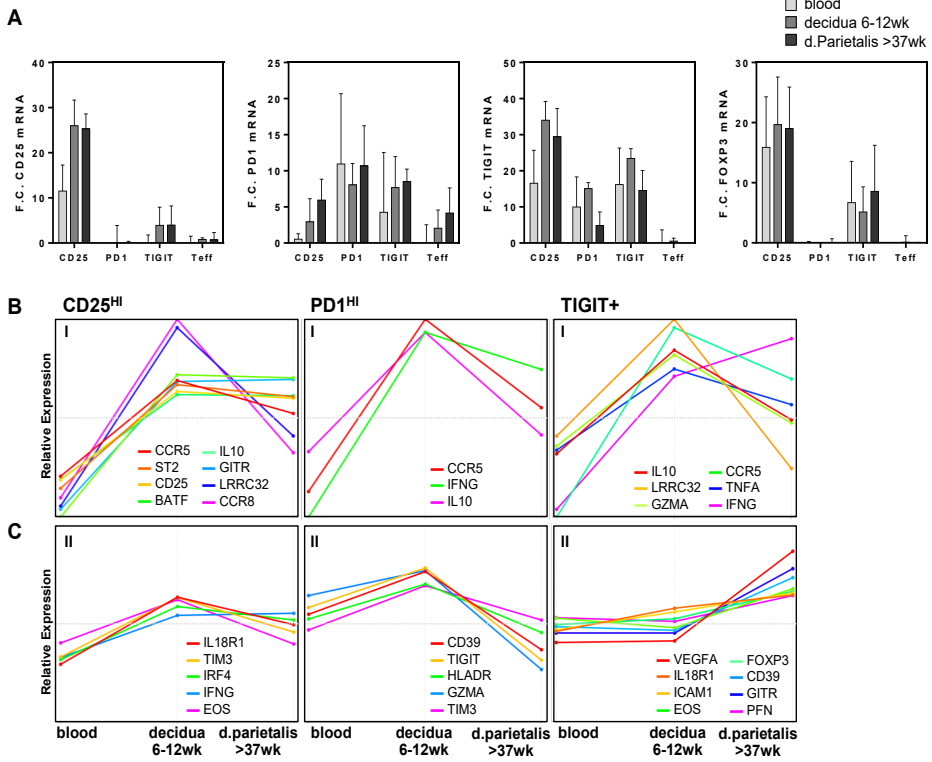 A
blood
decidua 6-12wk
d.Parietalis >37wk
F.C. CD25 mRNA
40
30
20
10
0
CD25 PD1 TIGIT Teff
F.C. PD1 mRNA
25
20
15
10
5
0
CD25 PD1 TIGIT Teff
F.C. TIGIT mRNA
50
40
30
20
10
0
CD25 PD1 TIGIT Teff
F.C. FOXP3 mRNA
30
20
10
0
CD25 PD1 TIGIT Teff
B
CD25HI
PD1HI
TIGIT+
Relative Expression
I
CCR5 IL10
ST2 GITR
CD25 LRRC32
BATF CCR8
I
CCR5
IFNG
IL10
I
IL10 CCR5
LRRC32 TNFA
GZMA IFNG
C
Relative Expression
II
IL18R1
TIM3
IRF4
IFNG
EOS
II
CD39
TIGIT
HLADR
GZMA
TIM3
II
VEGFA FOXP3
IL18R1 CD39
ICAM1 GITR
EOS PFN
blood decidua d.parietalis
6-12wk >37wk
blood decidua d.parietalis
6-12wk >37wk
blood decidua d.parietalis
6-12wk >37wk